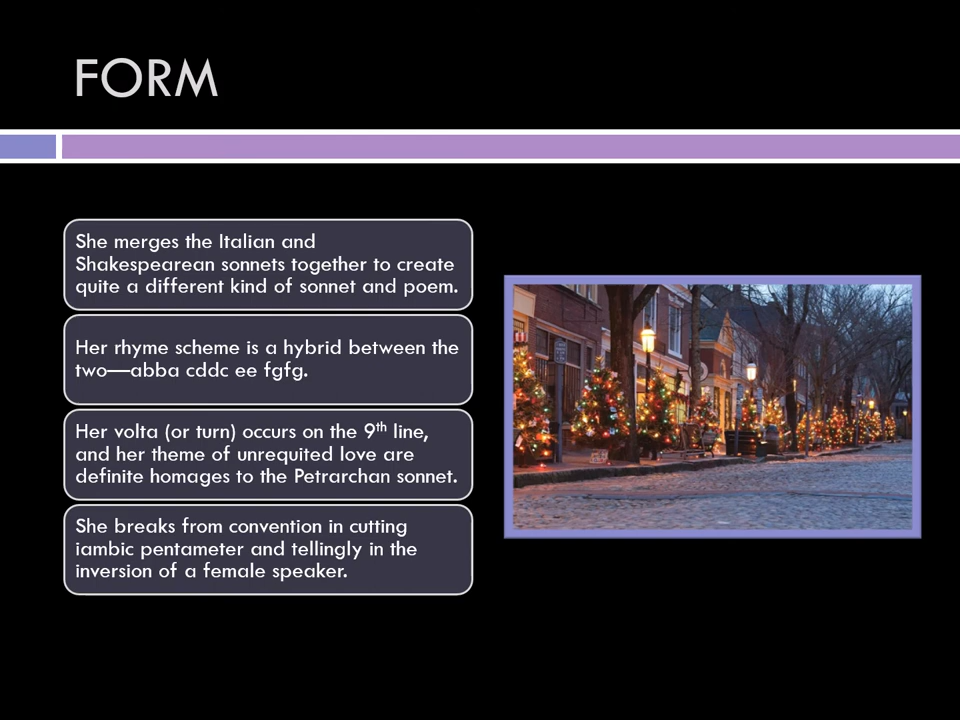 FORM
She merges the Italian and
Shakespearean sonnets together to create
quite a different kind of sonnet and poem.
Her rhyme scheme is a hybrid between the
two—abba cddc ee fgfg.
Her volta (or turn) occurs on the 9th line,
and her theme of unrequited love are
definite homages to the Petrarchan sonnet.
She breaks from convention in cutting
iambic pentameter and tellingly in the
inversion of a female speaker.